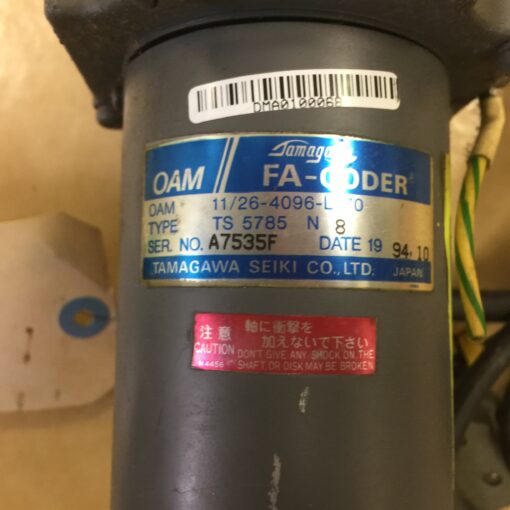 DMA0100068
Tamagawa
OAM FA-CODER
OAM 11/26-4096-L
TYPE TS 5785 N 8
SER. NO. A7535F DATE 19 94.10
TAMAGAWA SEIKI CO., LTD. JAPAN
注意 軸に衝撃を
加えないで下さい
CAUTION DON'T GIVE ANY SHOCK ON THE
SHAFT OR DISK MAY BE BROKEN